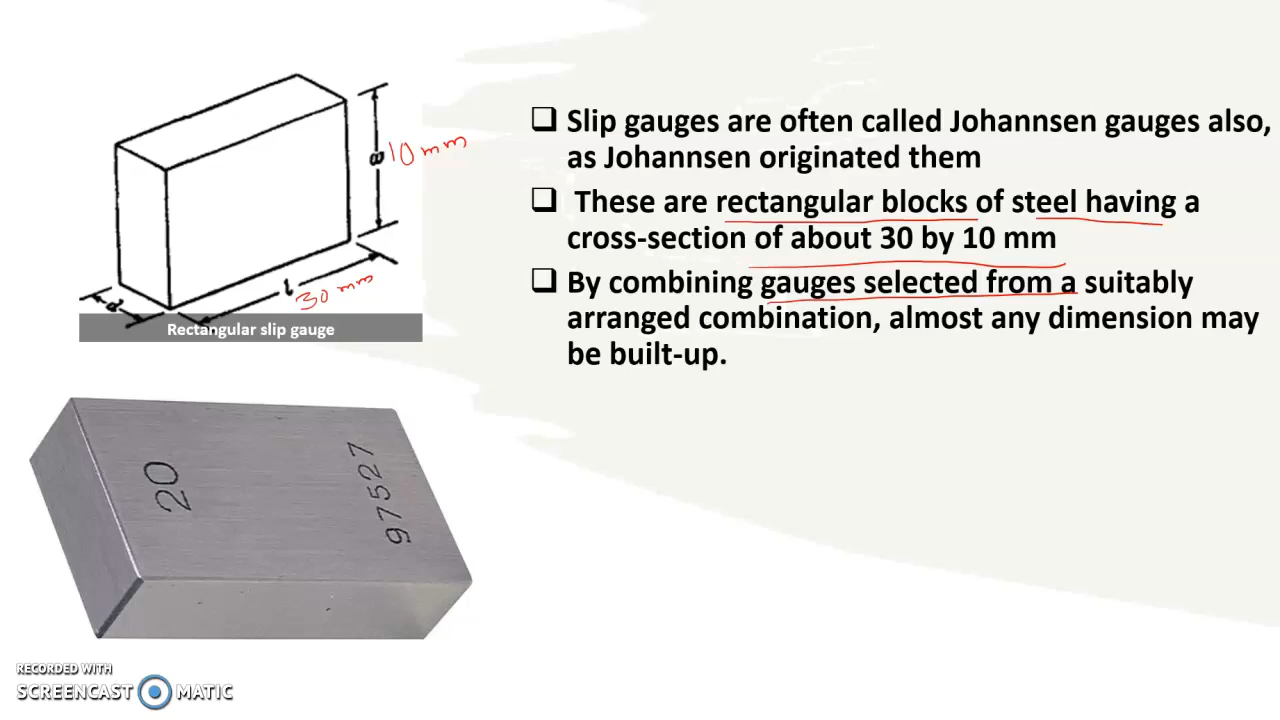 10 mm
B
l
30 mm
d
Rectangular slip gauge
20
97527
❑ Slip gauges are often called Johannsen gauges also,
as Johannsen originated them
❑ These are rectangular blocks of steel having a
cross-section of about 30 by 10 mm
❑ By combining gauges selected from a suitably
arranged combination, almost any dimension may
be built-up.
RECORDED WITH
SCREENCAST MATIC